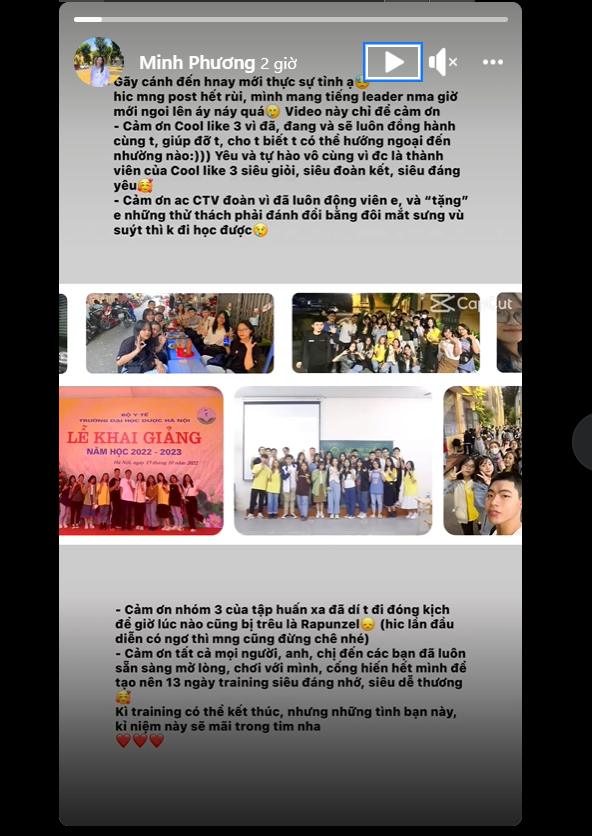 Minh Phương 2 giờ
Gãy cánh đến hnay mới thực sự tỉnh ạ😓
hic mng post hết rùi, mình mang tiếng leader nma giờ
mới ngoi lên áy náy quá🥲 Video này chỉ để cảm ơn
- Cảm ơn Cool like 3 vì đã, đang và sẽ luôn đồng hành
cùng t, giúp đỡ t, cho t biết t có thể hướng ngoại đến
nhường nào:))) Yêu và tự hào vô cùng vì đc là thành
viên của Cool like 3 siêu giỏi, siêu đoàn kết, siêu đáng
yêu🥰
- Cảm ơn ac CTV đoàn vì đã luôn động viên e, và “tặng”
e những thử thách phải đánh đổi bằng đôi mắt sưng vù
suýt thì k đi học được😢
CapCut
BỘ Y TẾ
TRƯỜNG ĐẠI HỌC DƯỢC HÀ NỘI
LỄ KHAI GIẢNG
NĂM HỌC 2022 - 2023
Hà Nội, ngày 15 tháng 10 năm 2022
- Cảm ơn nhóm 3 của tập huấn xa đã dí t đi đóng kịch
để giờ lúc nào cũng bị trêu là Rapunzel😞 (hic lần đầu
diễn có ngơ thì mng cũng đừng chê nhé)
- Cảm ơn tất cả mọi người, anh, chị đến các bạn đã luôn
sẵn sàng mở lòng, chơi với mình, cống hiến hết mình để
tạo nên 13 ngày training siêu đáng nhớ, siêu dễ thương
🥰
Kì training có thể kết thúc, nhưng những tình bạn này,
kỉ niệm này sẽ mãi trong tim nha
❤️❤️❤️